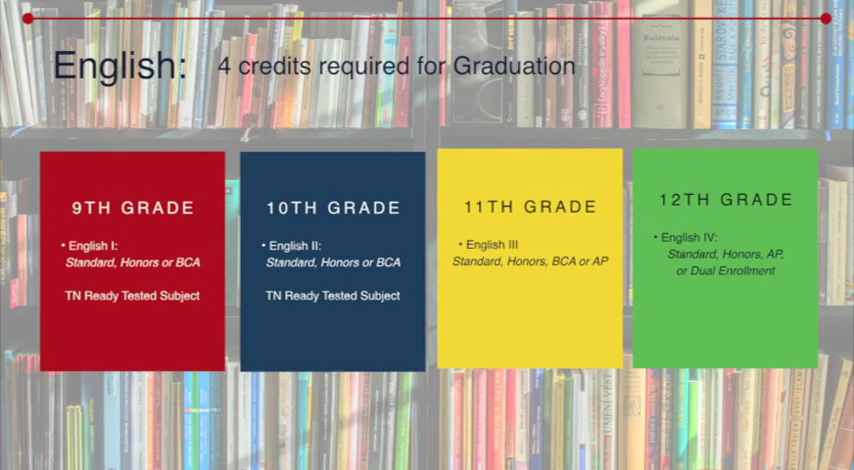 English: 4 credits required for Graduation
9TH GRADE
• English I:
Standard, Honors or BCA
TN Ready Tested Subject
10TH GRADE
• English II:
Standard, Honors or BCA
TN Ready Tested Subject
11TH GRADE
• English III
Standard, Honors, BCA or AP
12TH GRADE
• English IV:
Standard, Honors, AP,
or Dual Enrollment